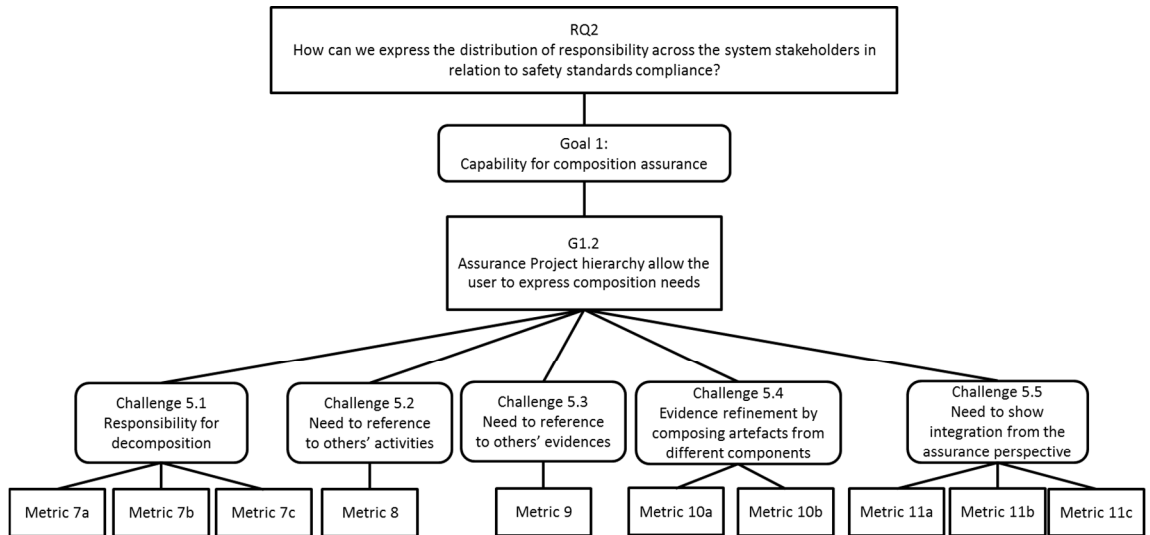 RQ2
How can we express the distribution of responsibility across the system stakeholders in
relation to safety standards compliance?
Goal 1:
Capability for composition assurance
G1.2
Assurance Project hierarchy allow the
user to express composition needs
Challenge 5.1
Responsibility for
decomposition
Challenge 5.2
Need to reference
to others’ activities
Challenge 5.3
Need to reference
to others’ evidences
Challenge 5.4
Evidence refinement by
composing artefacts from
different components
Challenge 5.5
Need to show
integration from the
assurance perspective
Metric 7a
Metric 7b
Metric 7c
Metric 8
Metric 9
Metric 10a
Metric 10b
Metric 11a
Metric 11b
Metric 11c